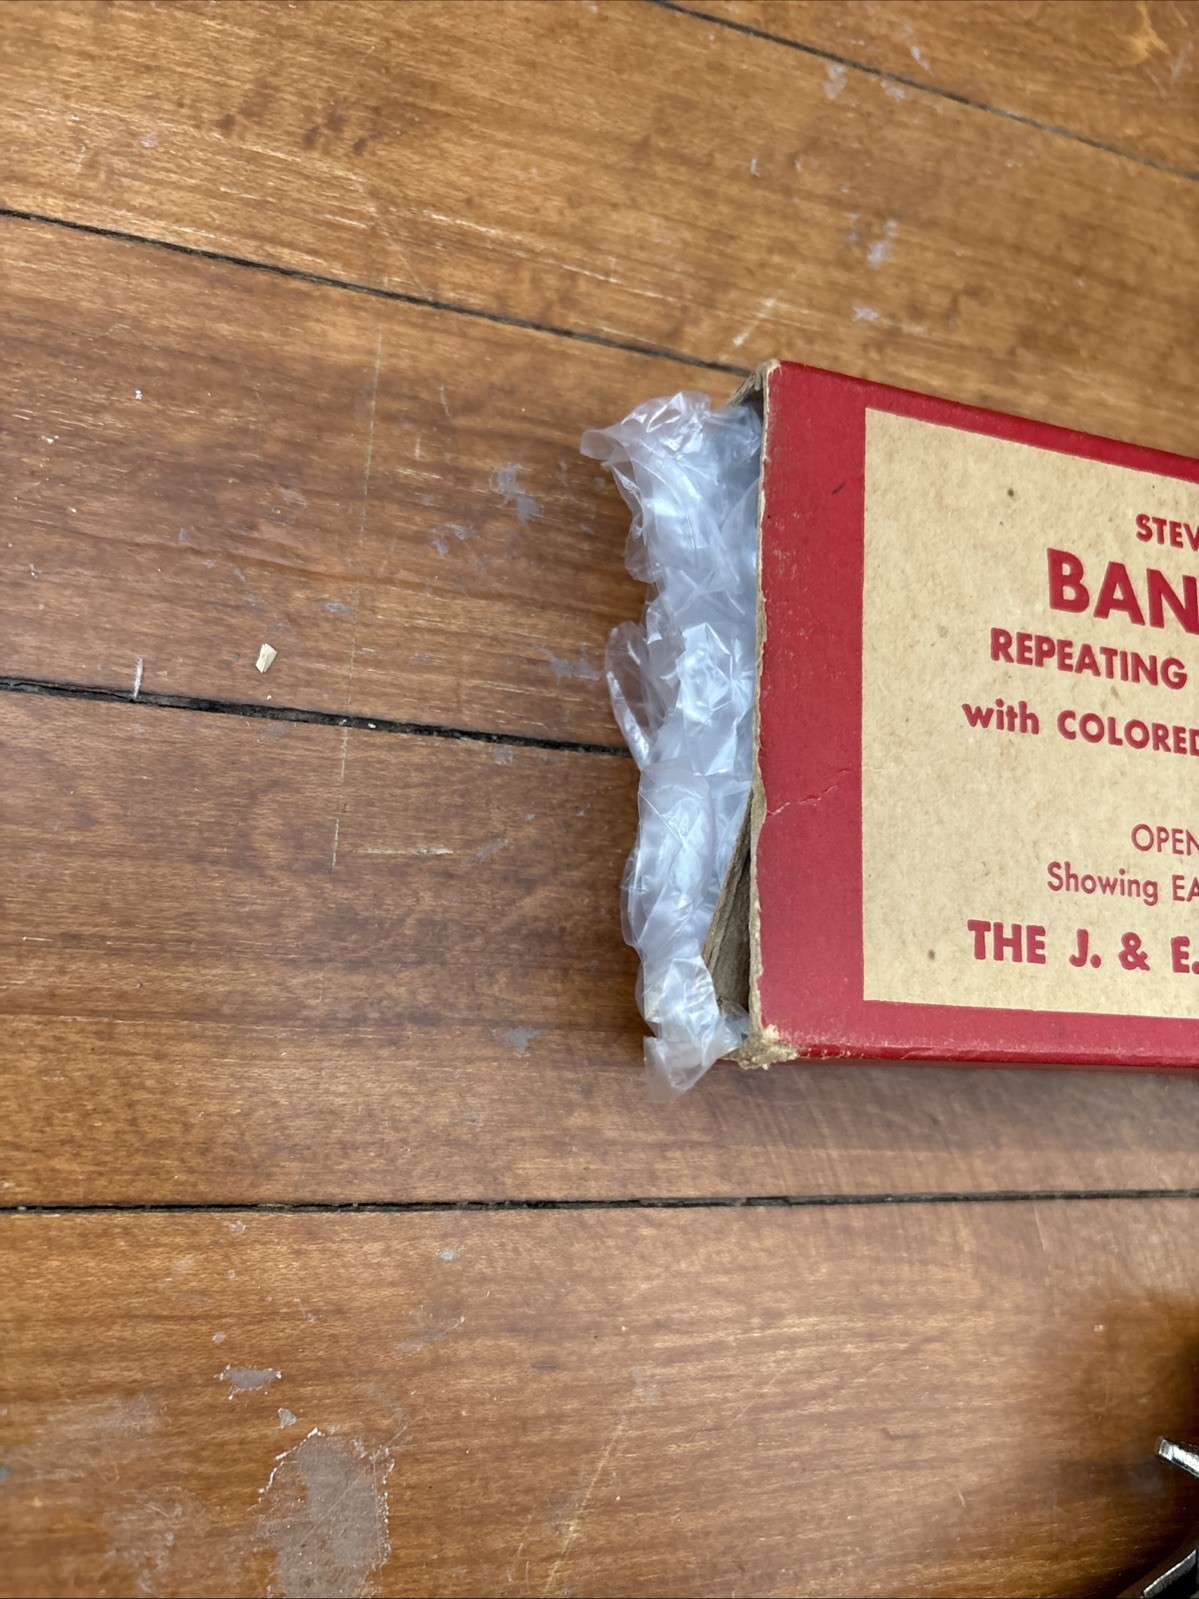 STEV
BAN
REPEATING
with COLORED
OPEN
Showing EA
THE J. & E.